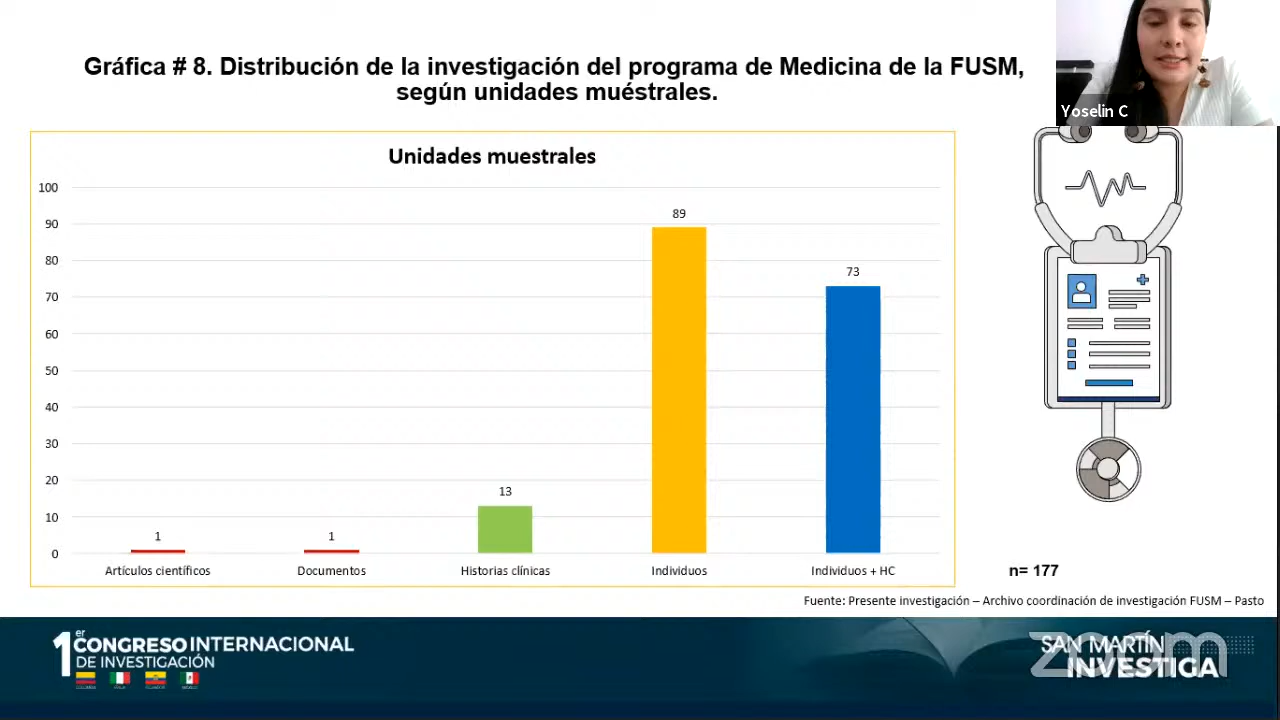 Gráfica # 8. Distribución de la investigación del programa de Medicina de la FUSM,
según unidades muéstrales.
Yoselin C
Unidades muestrales
100
90
80
70
60
50
40
30
20
10
0
1
1
13
89
73
Artículos científicos
Documentos
Historias clínicas
Individuos
Individuos + HC
n= 177
Fuente: Presente investigación – Archivo coordinación de investigación FUSM – Pasto
1er CONGRESO INTERNACIONAL
DE INVESTIGACIÓN
SAN MARTÍN
INVESTIGA
zoom